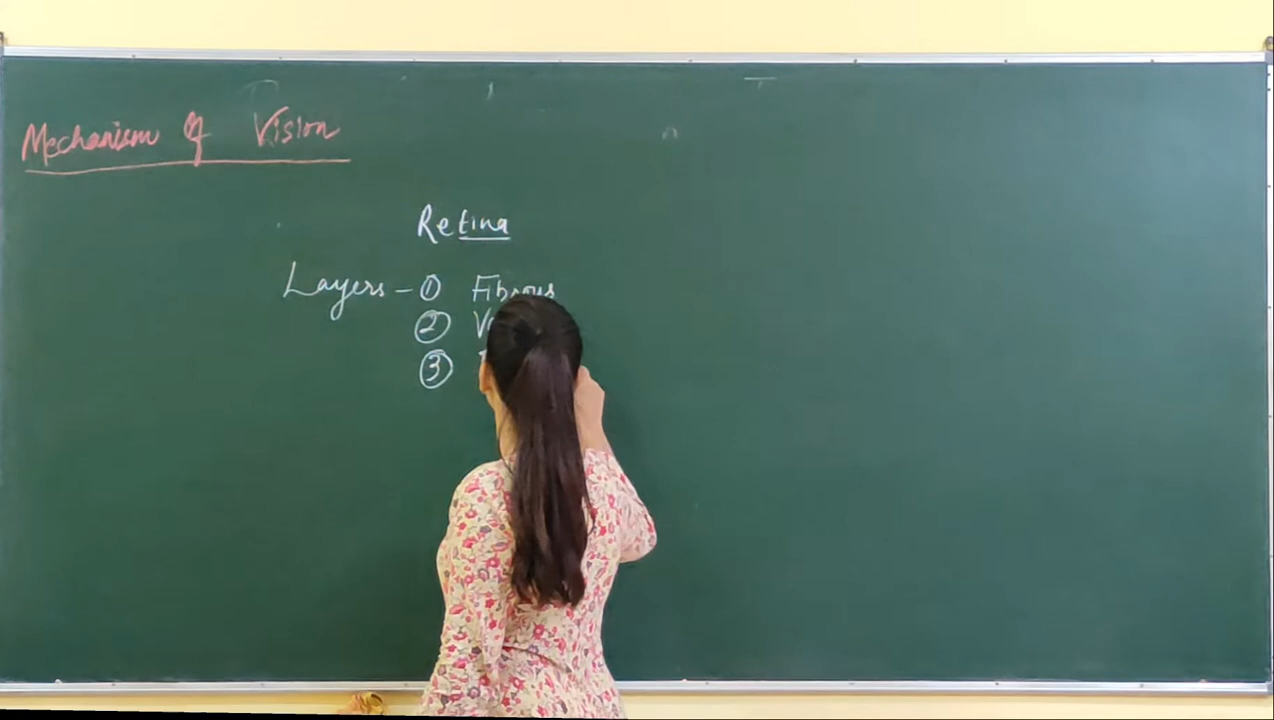 Mechanism of Vision
Retina
Layers - ① Fibrous
②
③